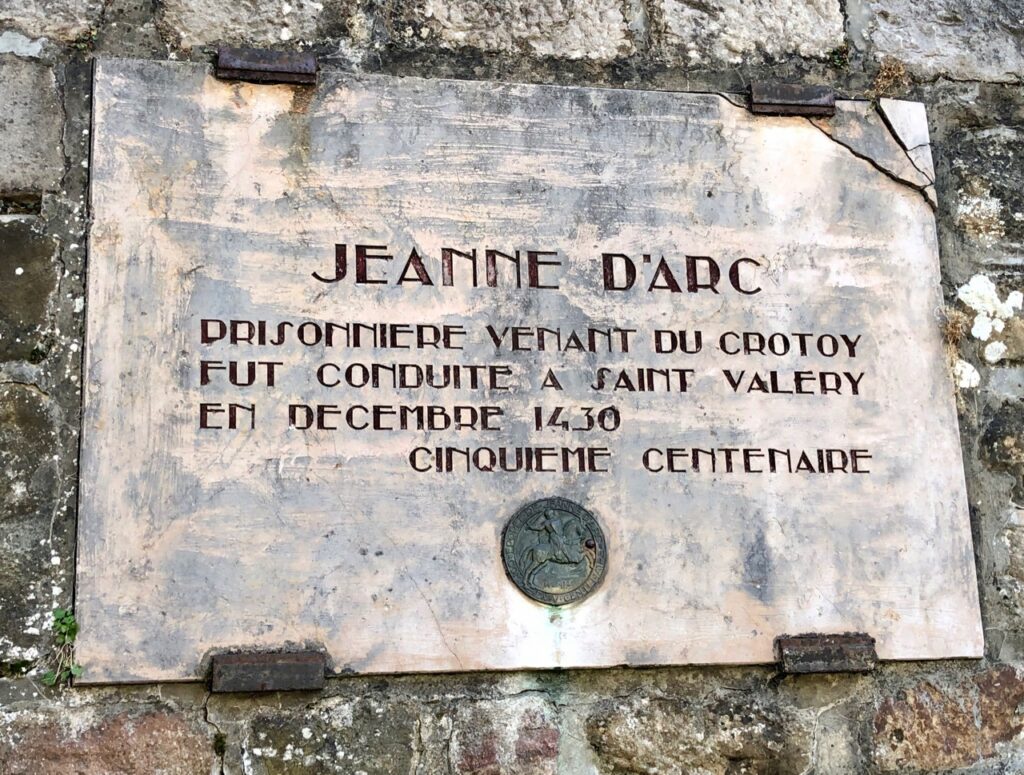 JEANNE D'ARC
PRISONNIERE VENANT DU CROTOY
FUT CONDUITE A SAINT VALERY
EN DECEMBRE 1430
CINQUIEME CENTENAIRE